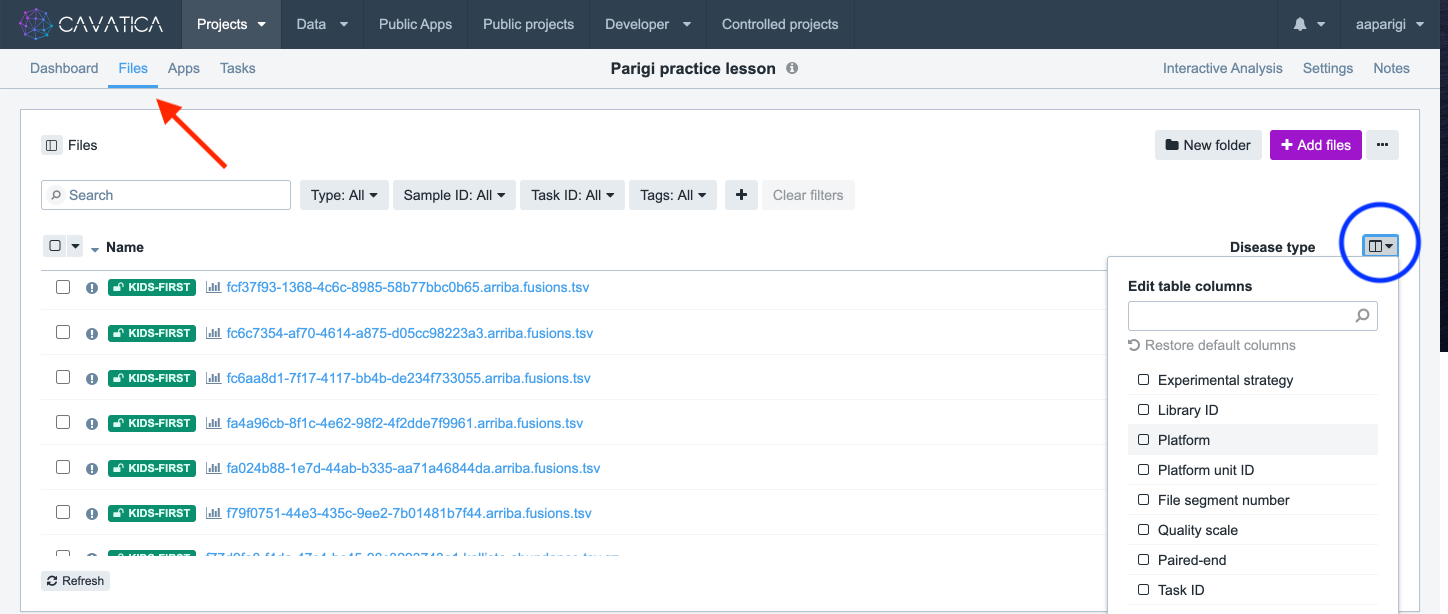 CAVATICA Projects Data Public Apps Public projects Developer Controlled projects aaparigi
Dashboard Files Apps Tasks Parigi practice lesson Interactive Analysis Settings Notes
Files New folder + Add files ...
Search Type: All Sample ID: All Task ID: All Tags: All + Clear filters
Name Disease type
Edit table columns
Restore default columns
Experimental strategy
Library ID
Platform
Platform unit ID
File segment number
Quality scale
Paired-end
Task ID
KIDS-FIRST fcf37f93-1368-4c6c-8985-58b77bbc0b65.arriba.fusions.tsv
KIDS-FIRST fc6c7354-af70-4614-a875-d05cc98223a3.arriba.fusions.tsv
KIDS-FIRST fc6aa8d1-7f17-4117-bb4b-de234f733055.arriba.fusions.tsv
KIDS-FIRST fa4a96cb-8f1c-4e62-98f2-4f2dde7f9961.arriba.fusions.tsv
KIDS-FIRST fa024b88-1e7d-44ab-b335-aa71a46844da.arriba.fusions.tsv
KIDS-FIRST f79f0751-44e3-435c-9ee2-7b01481b7f44.arriba.fusions.tsv
KIDS-FIRST
Refresh